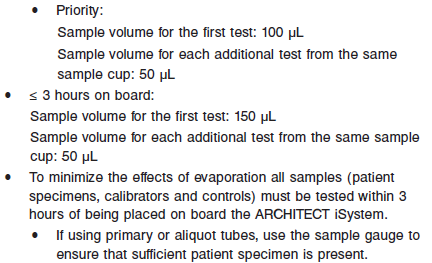 • Priority:
Sample volume for the first test: 100 µL
Sample volume for each additional test from the same
sample cup: 50 µL
• ≤ 3 hours on board:
Sample volume for the first test: 150 µL
Sample volume for each additional test from the same sample
cup: 50 µL
• To minimize the effects of evaporation all samples (patient
specimens, calibrators and controls) must be tested within 3
hours of being placed on board the ARCHITECT iSystem.
• If using primary or aliquot tubes, use the sample gauge to
ensure that sufficient patient specimen is present.